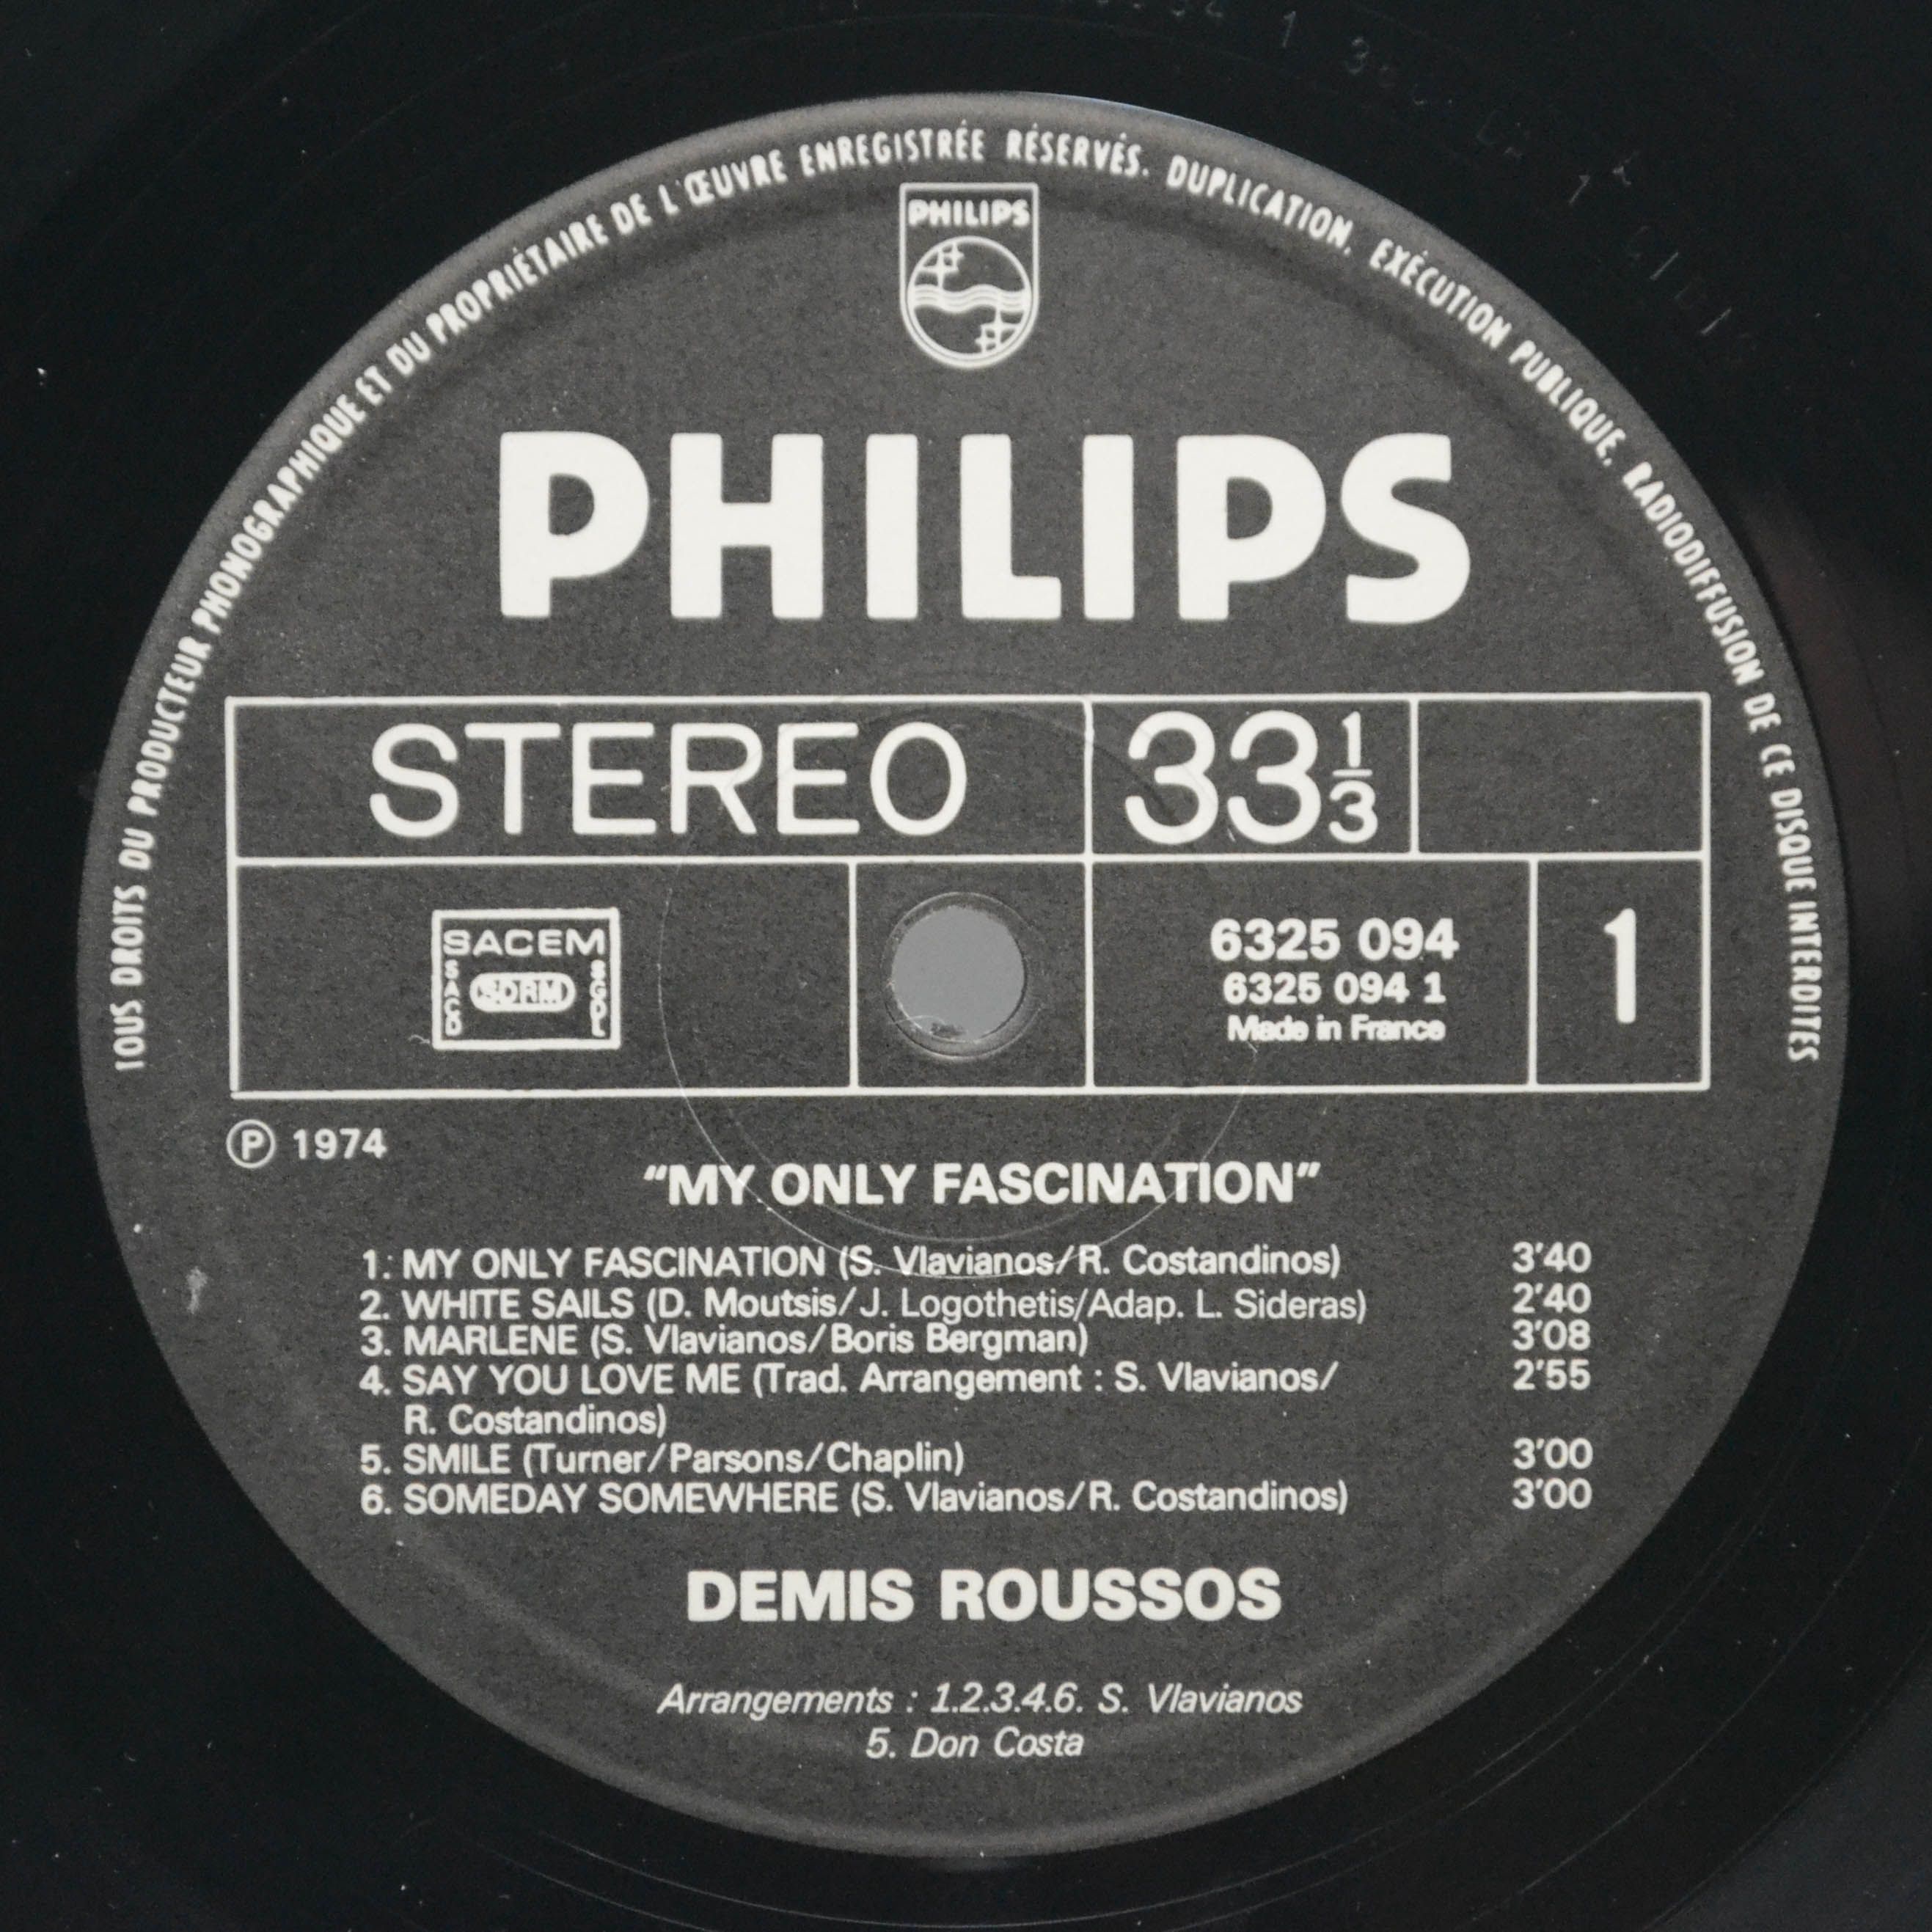 TOUS DROITS DU PRODUCTEUR PHONOGRAPHIQUE ET DU PROPRIÉTAIRE DE L'ŒUVRE ENREGISTRÉE RÉSERVÉS. DUPLICATION, EXÉCUTION PUBLIQUE, RADIODIFFUSION DE CE DISQUE INTERDITES
PHILIPS
PHILIPS
STEREO 33 1/3
SACEM
SACD SDRM SGDL
6325 094
6325 094 1
Made in France
1
Ⓟ 1974
"MY ONLY FASCINATION"
1. MY ONLY FASCINATION (S. Vlavianos/R. Costandinos) 3'40
2. WHITE SAILS (D. Moutsis/J. Logothetis/Adap. L. Sideras) 2'40
3. MARLENE (S. Vlavianos/Boris Bergman) 3'08
4. SAY YOU LOVE ME (Trad. Arrangement : S. Vlavianos/ 2'55
R. Costandinos)
5. SMILE (Turner/Parsons/Chaplin) 3'00
6. SOMEDAY SOMEWHERE (S. Vlavianos/R. Costandinos) 3'00
DEMIS ROUSSOS
Arrangements : 1.2.3.4.6. S. Vlavianos
5. Don Costa